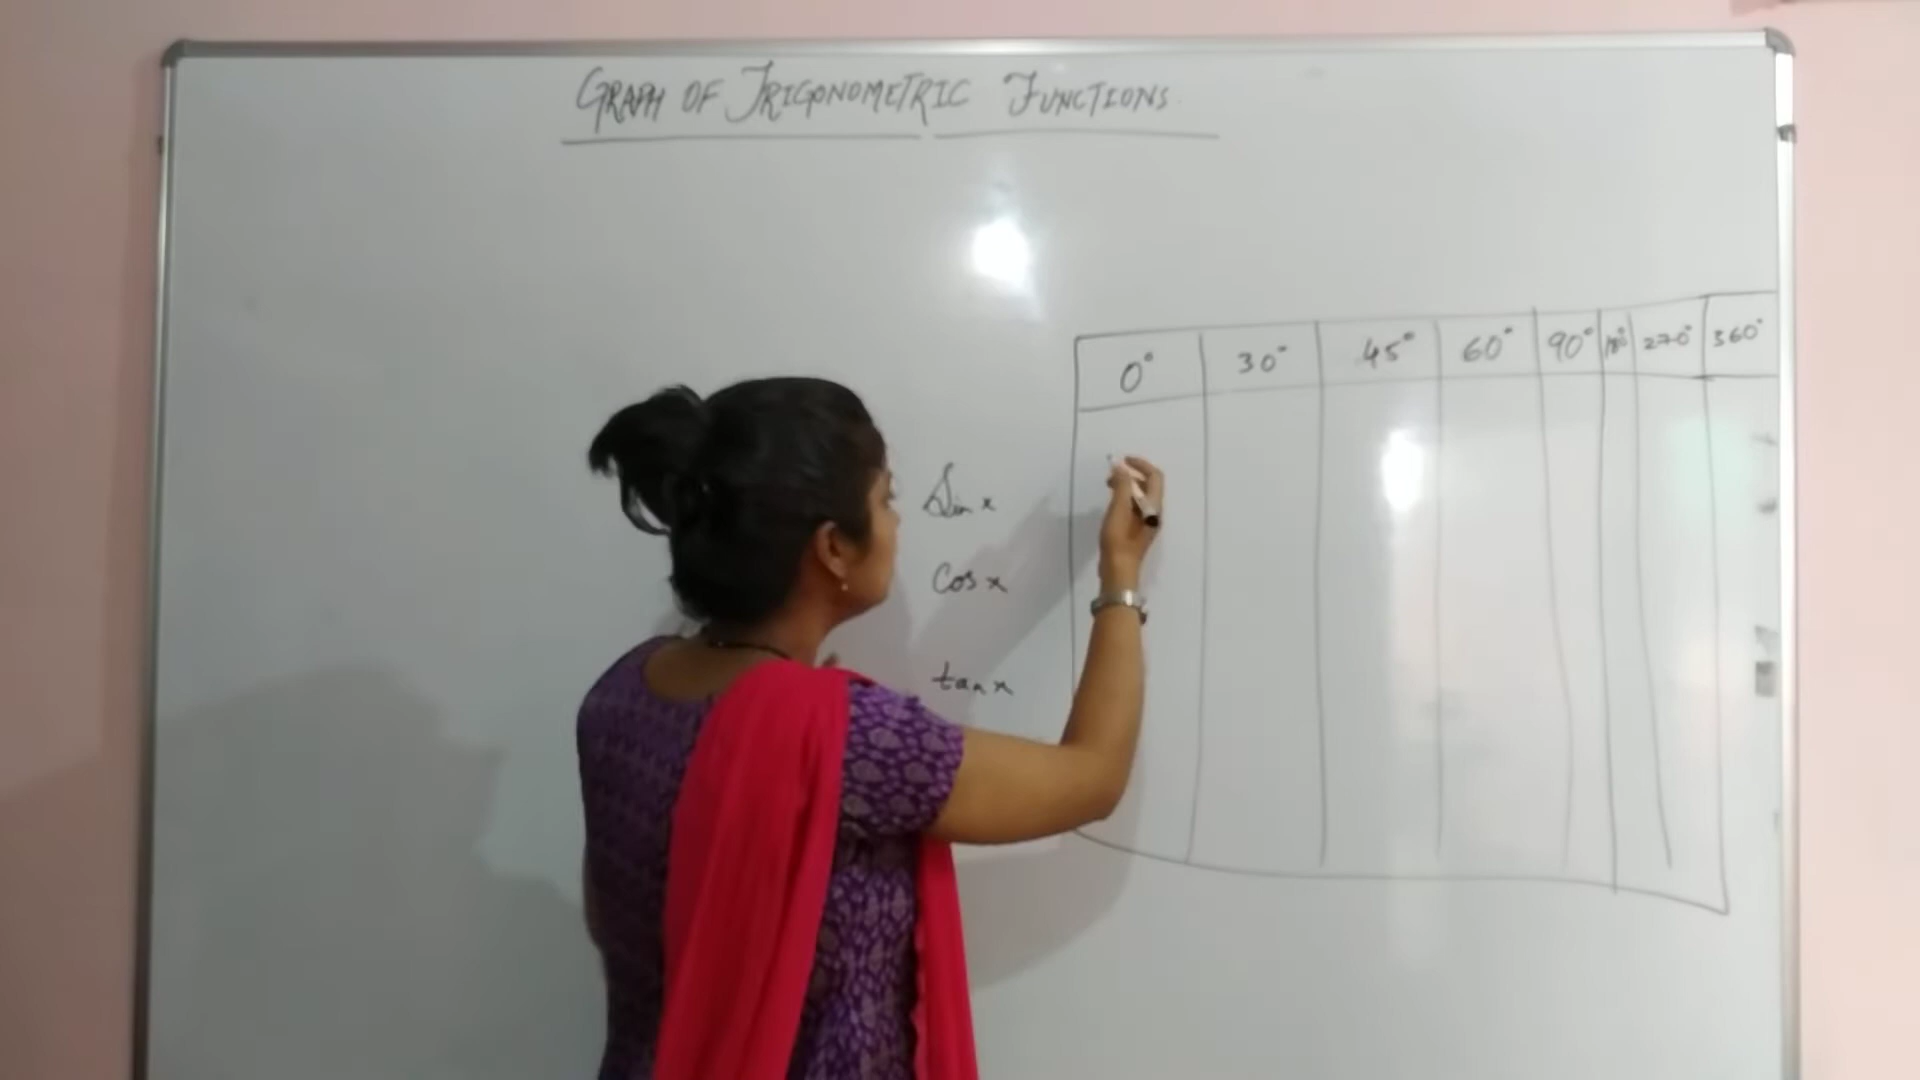 GRAPH OF TRIGONOMETRIC FUNCTIONS
0° 30° 45° 60° 90° 180 270° 360°
Sin x
Cos x
tan x